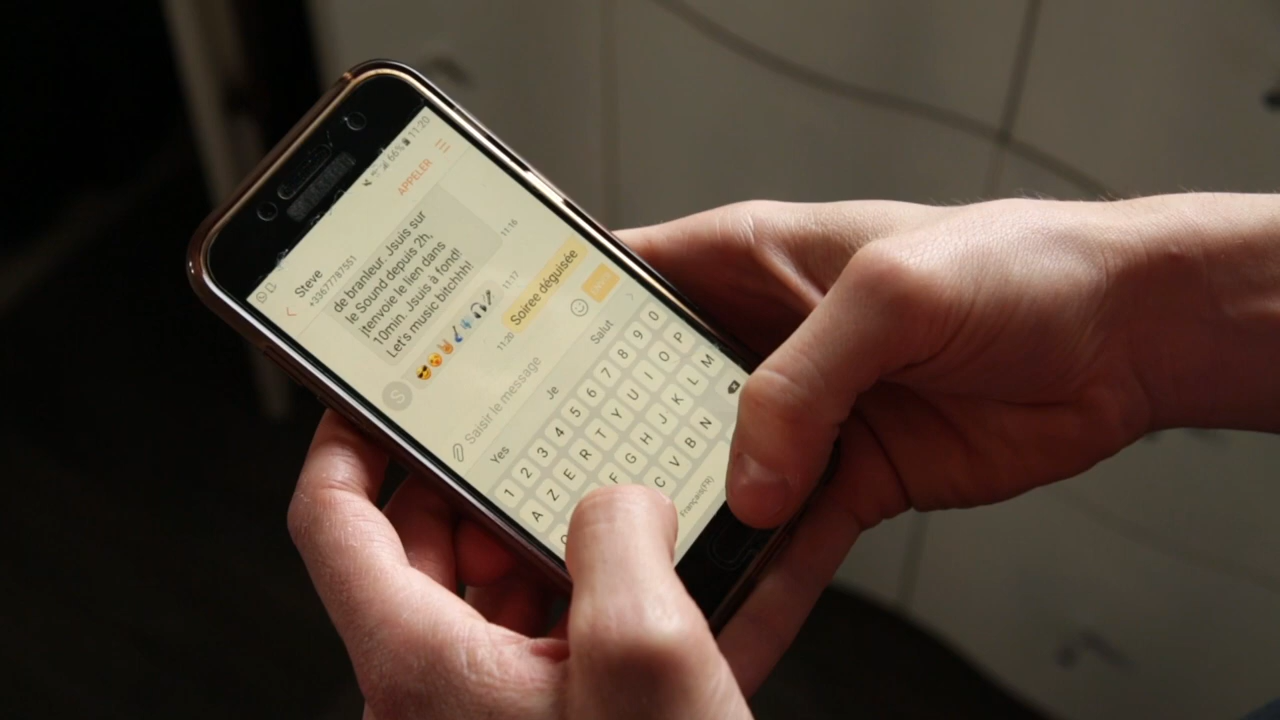 66% 11:20
APPELER
Steve
+33677787551
de branleur. Jsuis sur
le Sound depuis 2h,
jtenvoie le lien dans
10min. Jsuis à fond!
Let's music bitchhh!
11:16
11:17
Soiree déguisée
11:20
S
Saisir le message
Yes
Je
Salut
1 2 3 4 5 6 7 8 9 0
A Z E R T Y U I O P
F G H J K L M
C V B N
Français(FR)